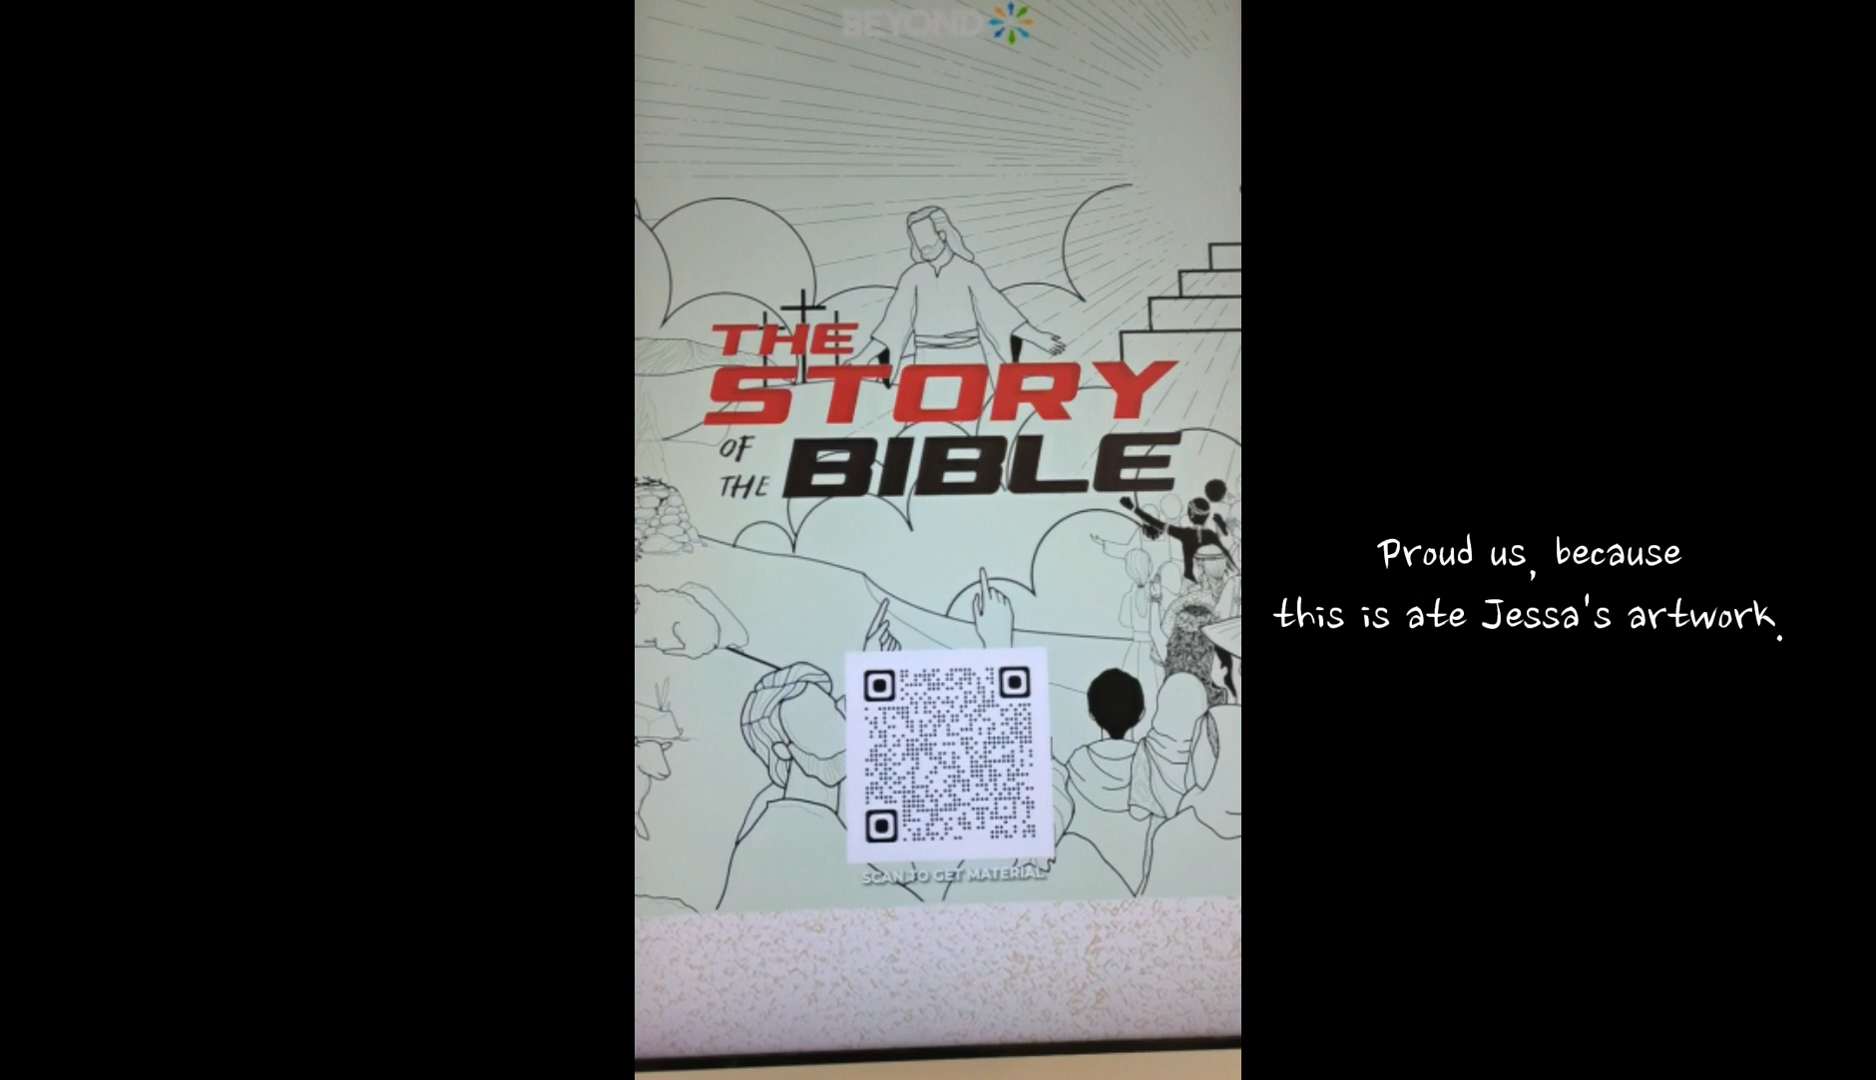 BEYOND
THE
STORY
OF
THE BIBLE
SCAN TO GET MATERIAL
Proud us, because
this is ate Jessa's artwork.